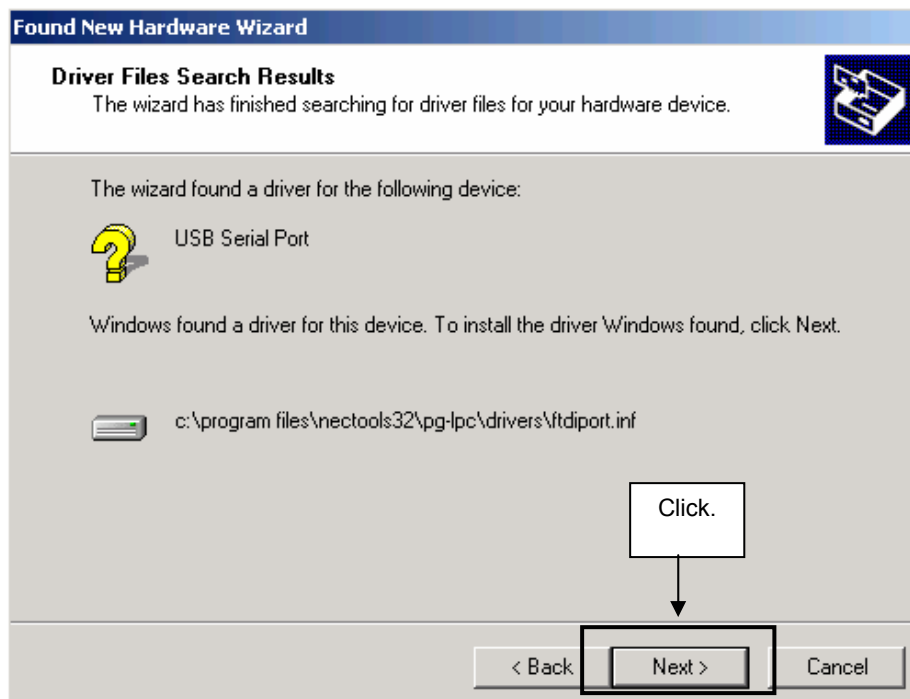 Found New Hardware Wizard
Driver Files Search Results
The wizard has finished searching for driver files for your hardware device.
The wizard found a driver for the following device:
USB Serial Port
Windows found a driver for this device. To install the driver Windows found, click Next.
c:\program files\nectools32\pg-lpc\drivers\ftdiport.inf
Click.
< Back
Next >
Cancel